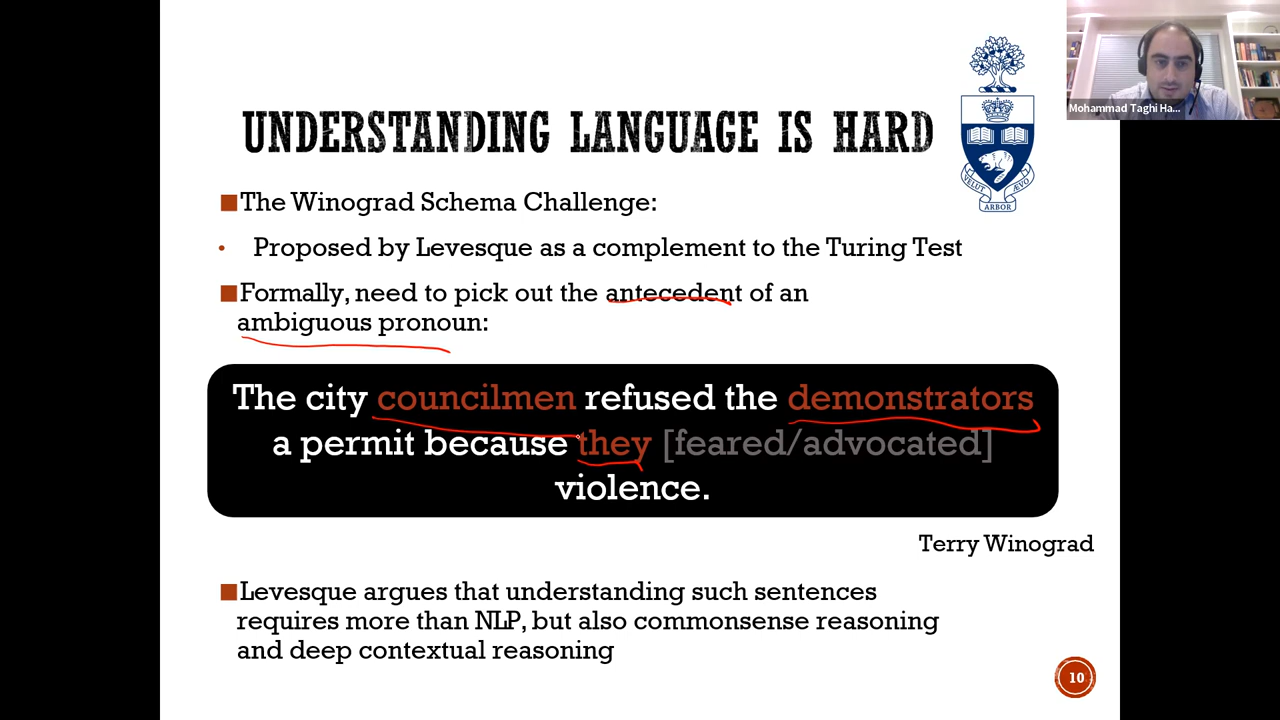 UNDERSTANDING LANGUAGE IS HARD
VELUT ARBOR ÆVO
Mohammad Taghi Ha...
■The Winograd Schema Challenge:
• Proposed by Levesque as a complement to the Turing Test
■Formally, need to pick out the antecedent of an
ambiguous pronoun:
The city councilmen refused the demonstrators
a permit because they [feared/advocated]
violence.
Terry Winograd
■Levesque argues that understanding such sentences
requires more than NLP, but also commonsense reasoning
and deep contextual reasoning
10